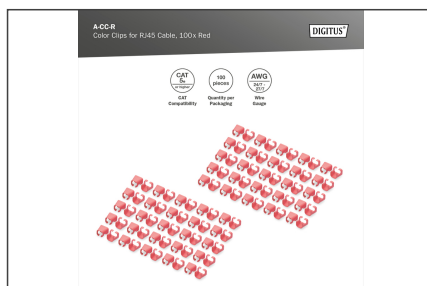 A-CC-R
Color Clips for RJ45 Cable, 100x Red
DIGITUS®
CAT
5e
or higher
CAT
Compatibility
100
pieces
Quantity per
Packaging
AWG
Wire
Gauge